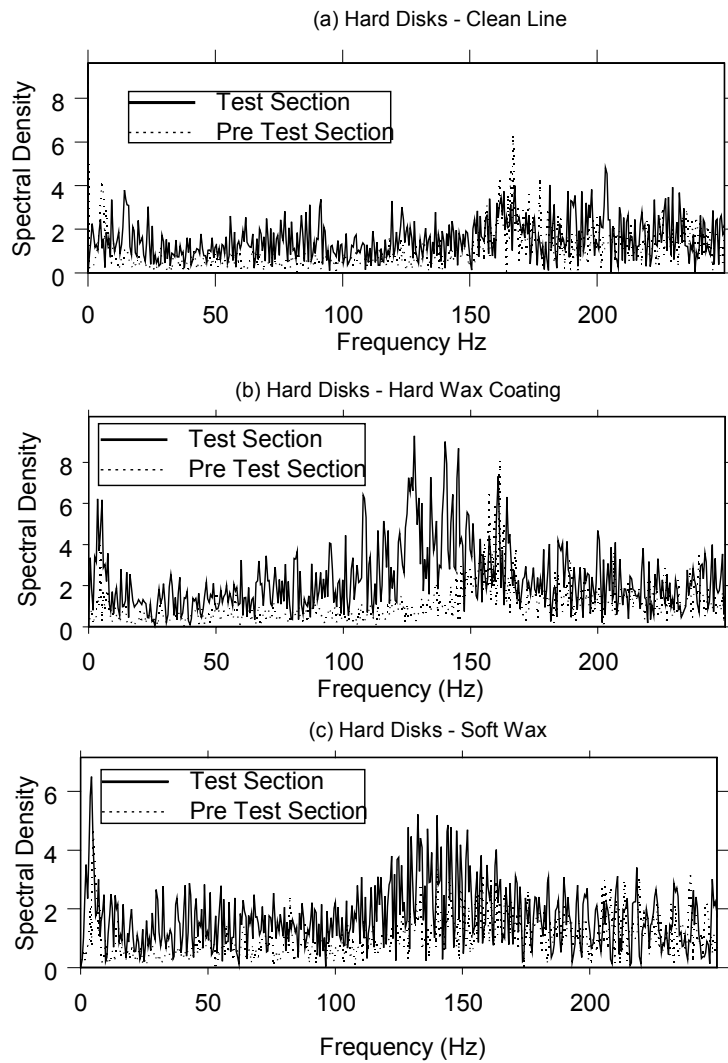 (a) Hard Disks - Clean Line
Spectral Density
8
6
4
2
0
Test Section
Pre Test Section
0 50 100 150 200
Frequency Hz
(b) Hard Disks - Hard Wax Coating
Spectral Density
8
6
4
2
0
Test Section
Pre Test Section
0 50 100 150 200
Frequency (Hz)
(c) Hard Disks - Soft Wax
Spectral Density
6
4
2
0
Test Section
Pre Test Section
0 50 100 150 200
Frequency (Hz)